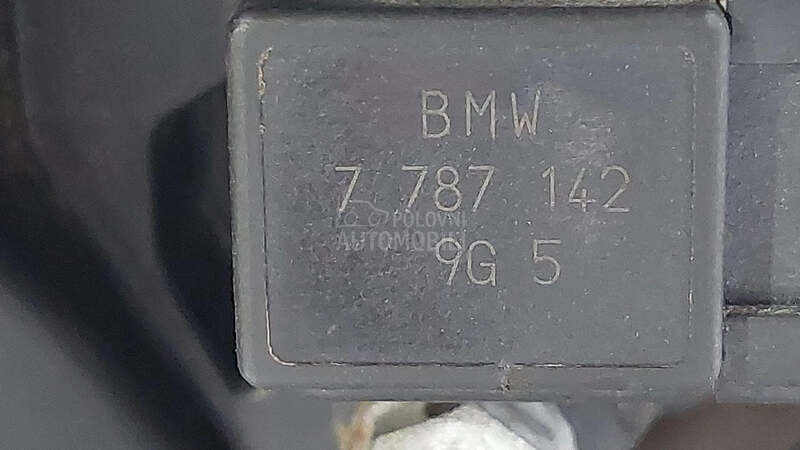 BMW
7 787 142
POLOVNI
AUTOMOBILI
9G 5